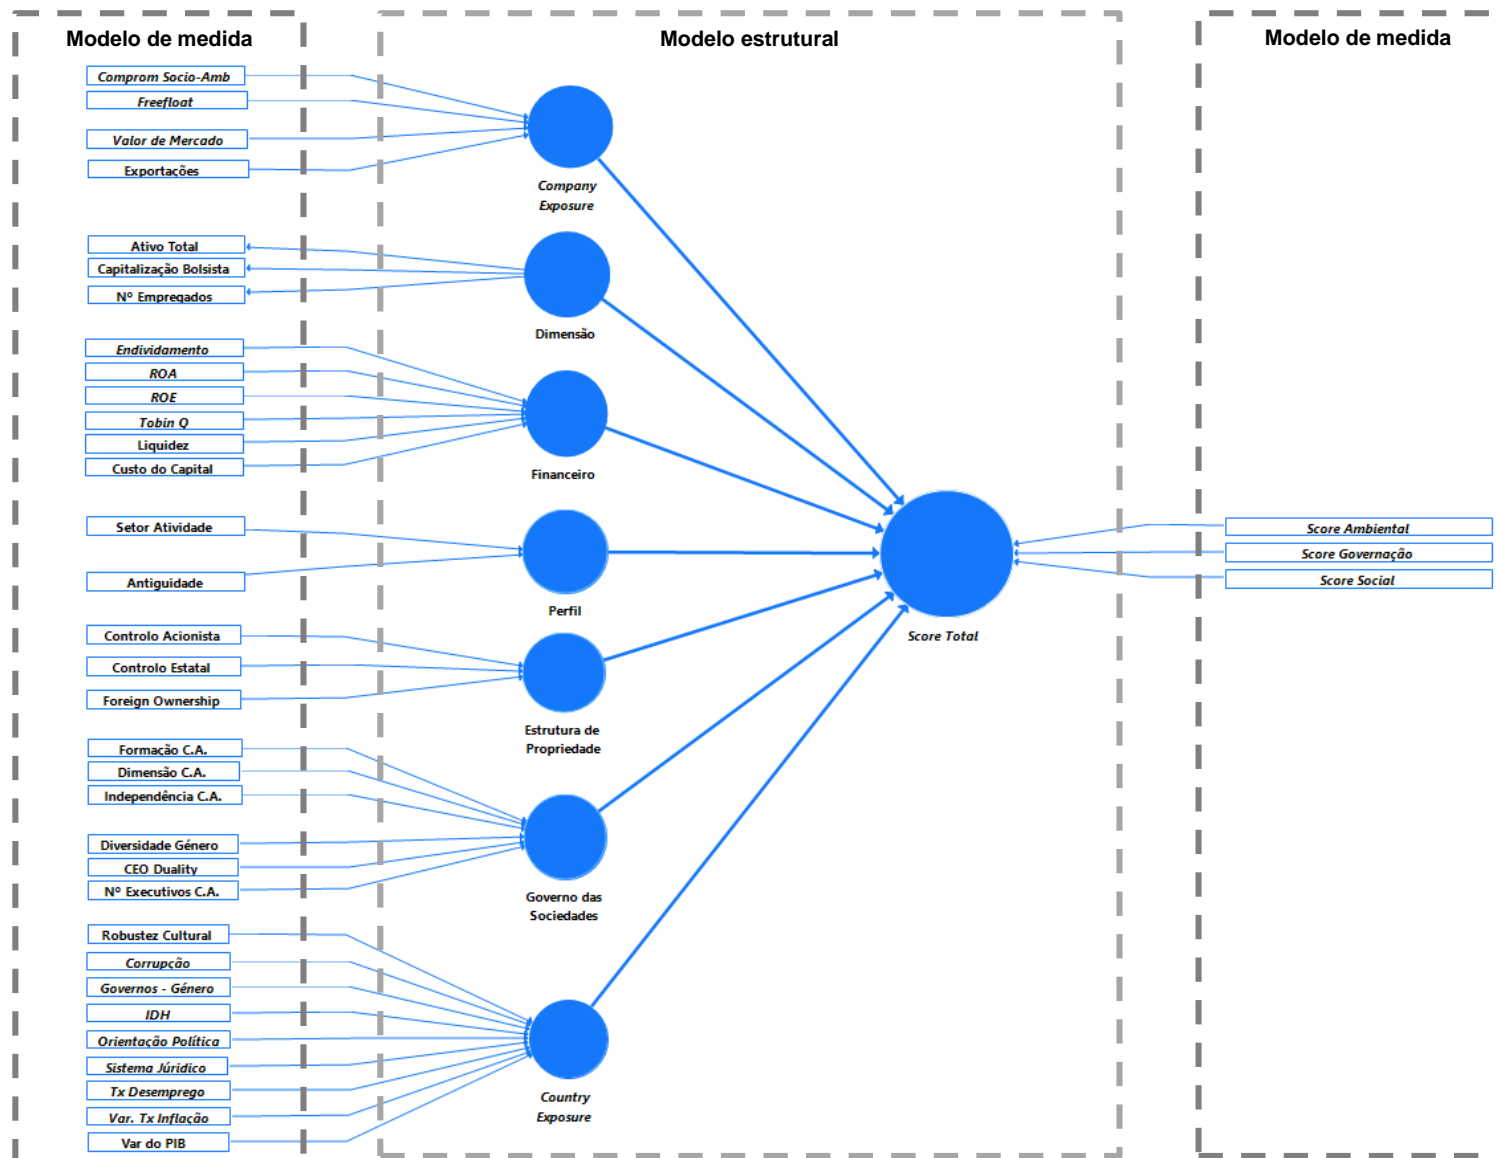 Modelo de medida
Modelo estrutural
Modelo de medida
Comprom Socio-Amb
Freefloat
Valor de Mercado
Exportações
Company
Exposure
Ativo Total
Capitalização Bolsista
Nº Empregados
Dimensão
Endividamento
ROA
ROE
Tobin Q
Liquidez
Custo do Capital
Financeiro
Setor Atividade
Antiguidade
Perfil
Controlo Acionista
Controlo Estatal
Foreign Ownership
Estrutura de
Propriedade
Formação C.A.
Dimensão C.A.
Independência C.A.
Diversidade Género
CEO Duality
Nº Executivos C.A.
Governo das
Sociedades
Robustez Cultural
Corrupção
Governos - Género
IDH
Orientação Política
Sistema Júridico
Tx Desemprego
Var. Tx Inflação
Var do PIB
Country
Exposure
Score Total
Score Ambiental
Score Governação
Score Social